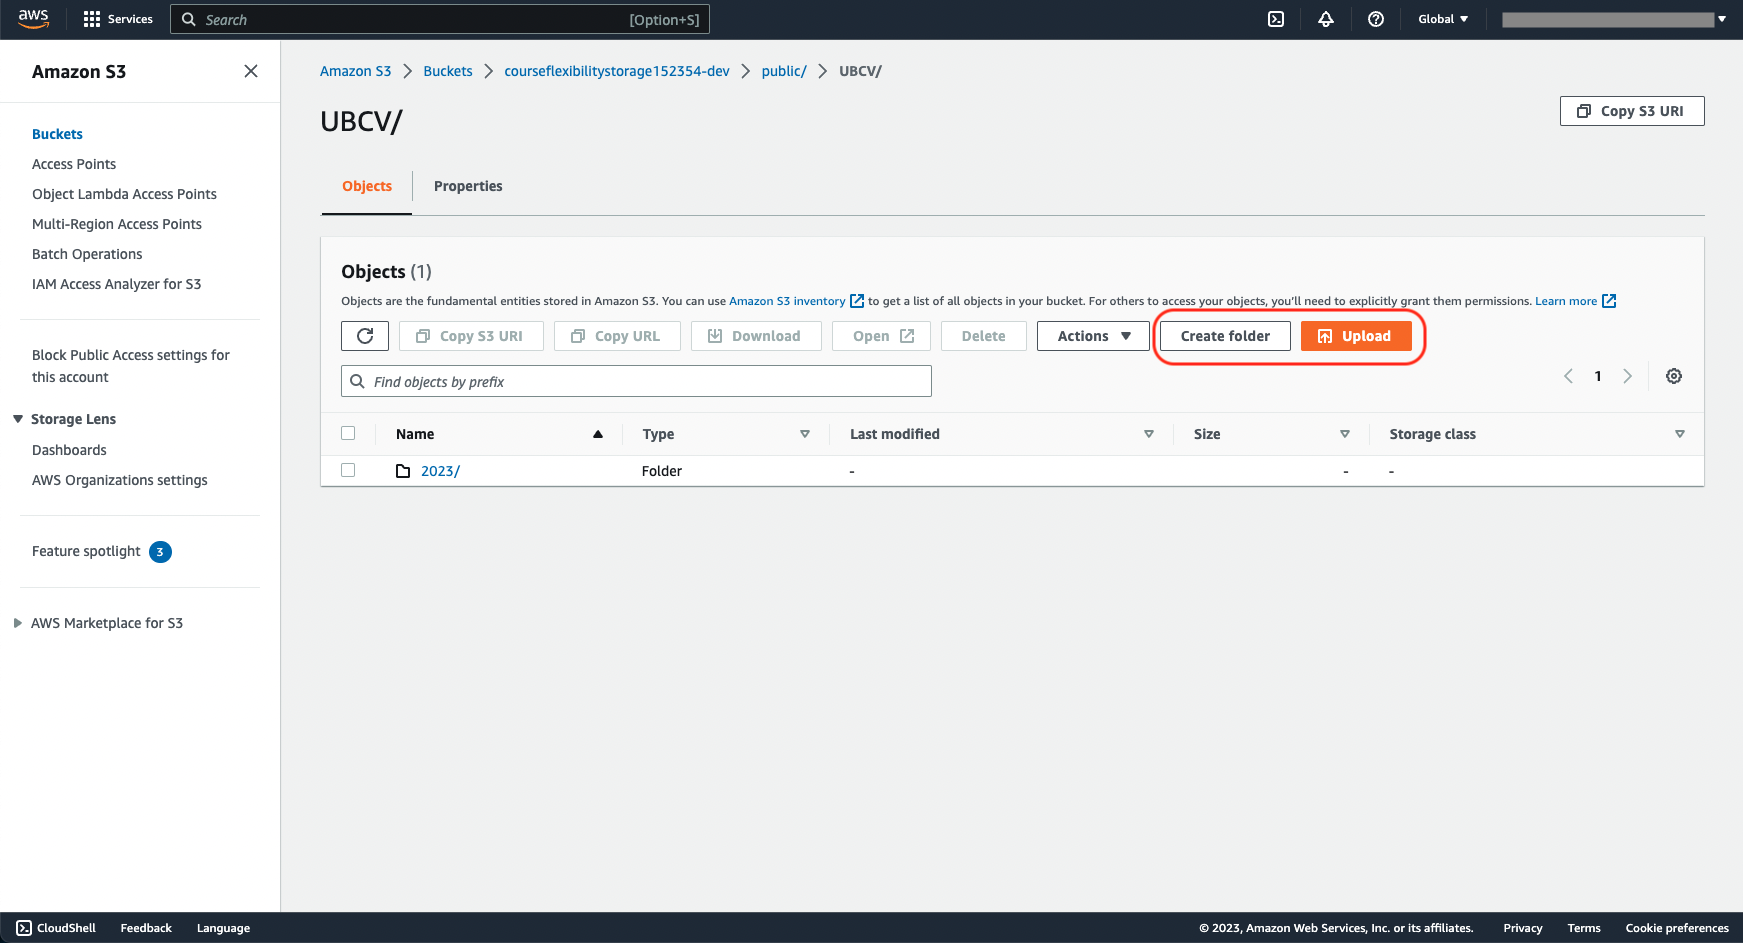 aws
Services
Search [Option+S]
Global
Amazon S3
Buckets
Access Points
Object Lambda Access Points
Multi-Region Access Points
Batch Operations
IAM Access Analyzer for S3
Block Public Access settings for
this account
Storage Lens
Dashboards
AWS Organizations settings
Feature spotlight 3
AWS Marketplace for S3
Amazon S3 Buckets courseflexibilitystorage152354-dev public/ UBCV/
UBCV/
Copy S3 URI
Objects Properties
Objects (1)
Objects are the fundamental entities stored in Amazon S3. You can use Amazon S3 inventory to get a list of all objects in your bucket. For others to access your objects, you'll need to explicitly grant them permissions. Learn more
Copy S3 URI Copy URL Download Open Delete Actions Create folder Upload
Find objects by prefix
1
Name Type Last modified Size Storage class
2023/ Folder - - -
CloudShell Feedback Language © 2023, Amazon Web Services, Inc. or its affiliates. Privacy Terms Cookie preferences